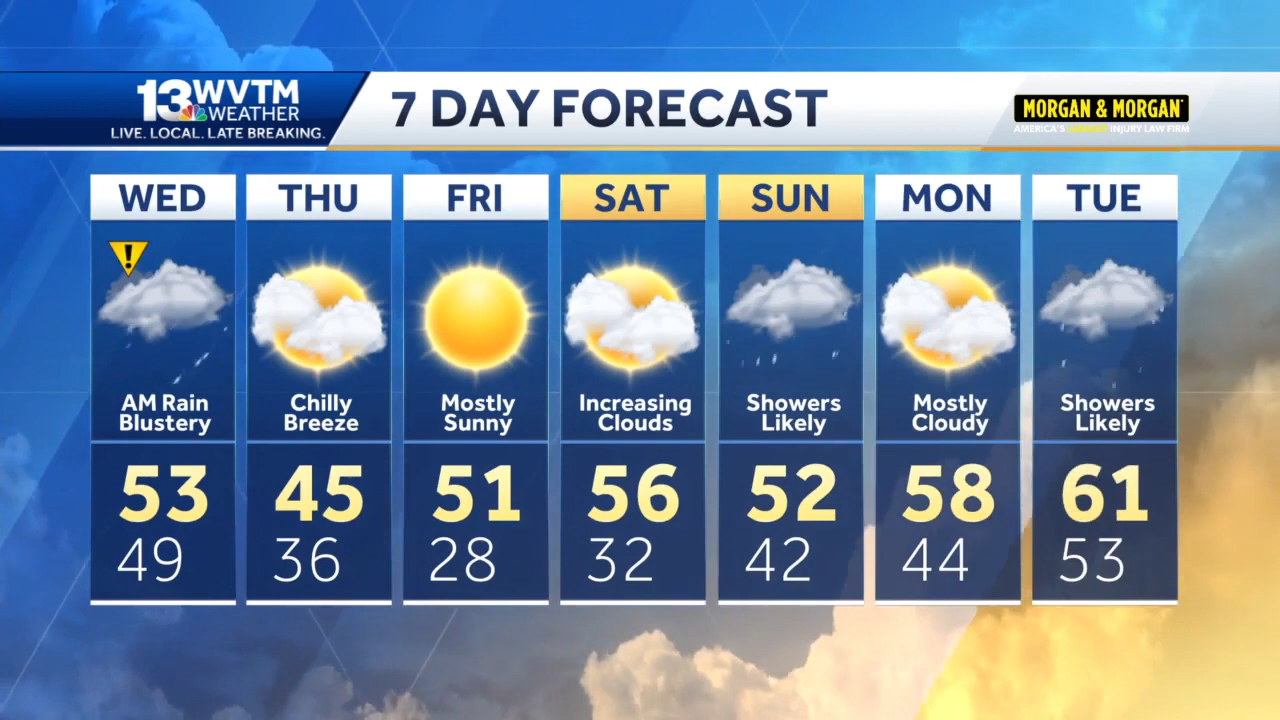 13 WVTM
WEATHER
LIVE. LOCAL. LATE BREAKING.
7 DAY FORECAST
MORGAN & MORGAN
AMERICA'S LARGEST INJURY LAW FIRM
WED
THU
FRI
SAT
SUN
MON
TUE
!
AM Rain
Blustery
Chilly
Breeze
Mostly
Sunny
Increasing
Clouds
Showers
Likely
Mostly
Cloudy
Showers
Likely
53
45
51
56
52
58
61
49
36
28
32
42
44
53